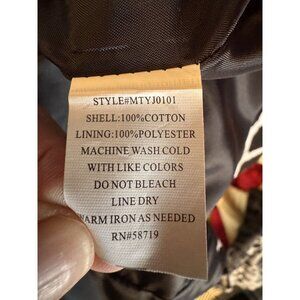 STYLE#MTYJ0101
SHELL:100%COTTON
LINING:100%POLYESTER
MACHINE WASH COLD
WITH LIKE COLORS
DO NOT BLEACH
LINE DRY
IRON AS NEEDED
RN#58719